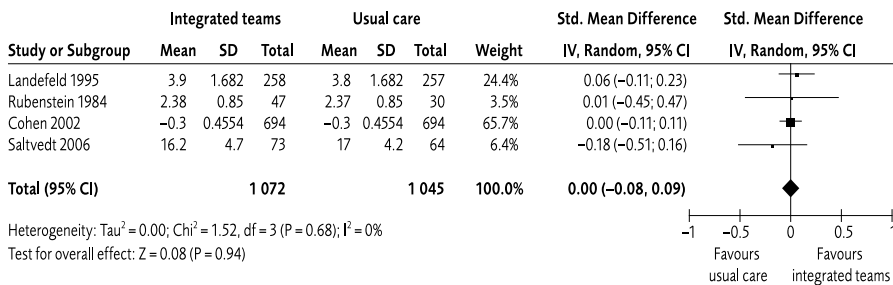 Integrated teams Usual care Std. Mean Difference Std. Mean Difference
Study or Subgroup Mean SD Total Mean SD Total Weight IV, Random, 95% CI IV, Random, 95% CI
Landefeld 1995 3.9 1.682 258 3.8 1.682 257 24.4% 0.06 (−0.11; 0.23)
Rubenstein 1984 2.38 0.85 47 2.37 0.85 30 3.5% 0.01 (−0.45; 0.47)
Cohen 2002 −0.3 0.4554 694 −0.3 0.4554 694 65.7% 0.00 (−0.11; 0.11)
Saltvedt 2006 16.2 4.7 73 17 4.2 64 6.4% −0.18 (−0.51; 0.16)
Total (95% CI) 1 072 1 045 100.0% 0.00 (−0.08, 0.09)
Heterogeneity: Tau² = 0.00; Chi² = 1.52, df = 3 (P = 0.68); I² = 0%
Test for overall effect: Z = 0.08 (P = 0.94)
−1 −0.5 0 0.5 1
Favours Favours
usual care integrated teams